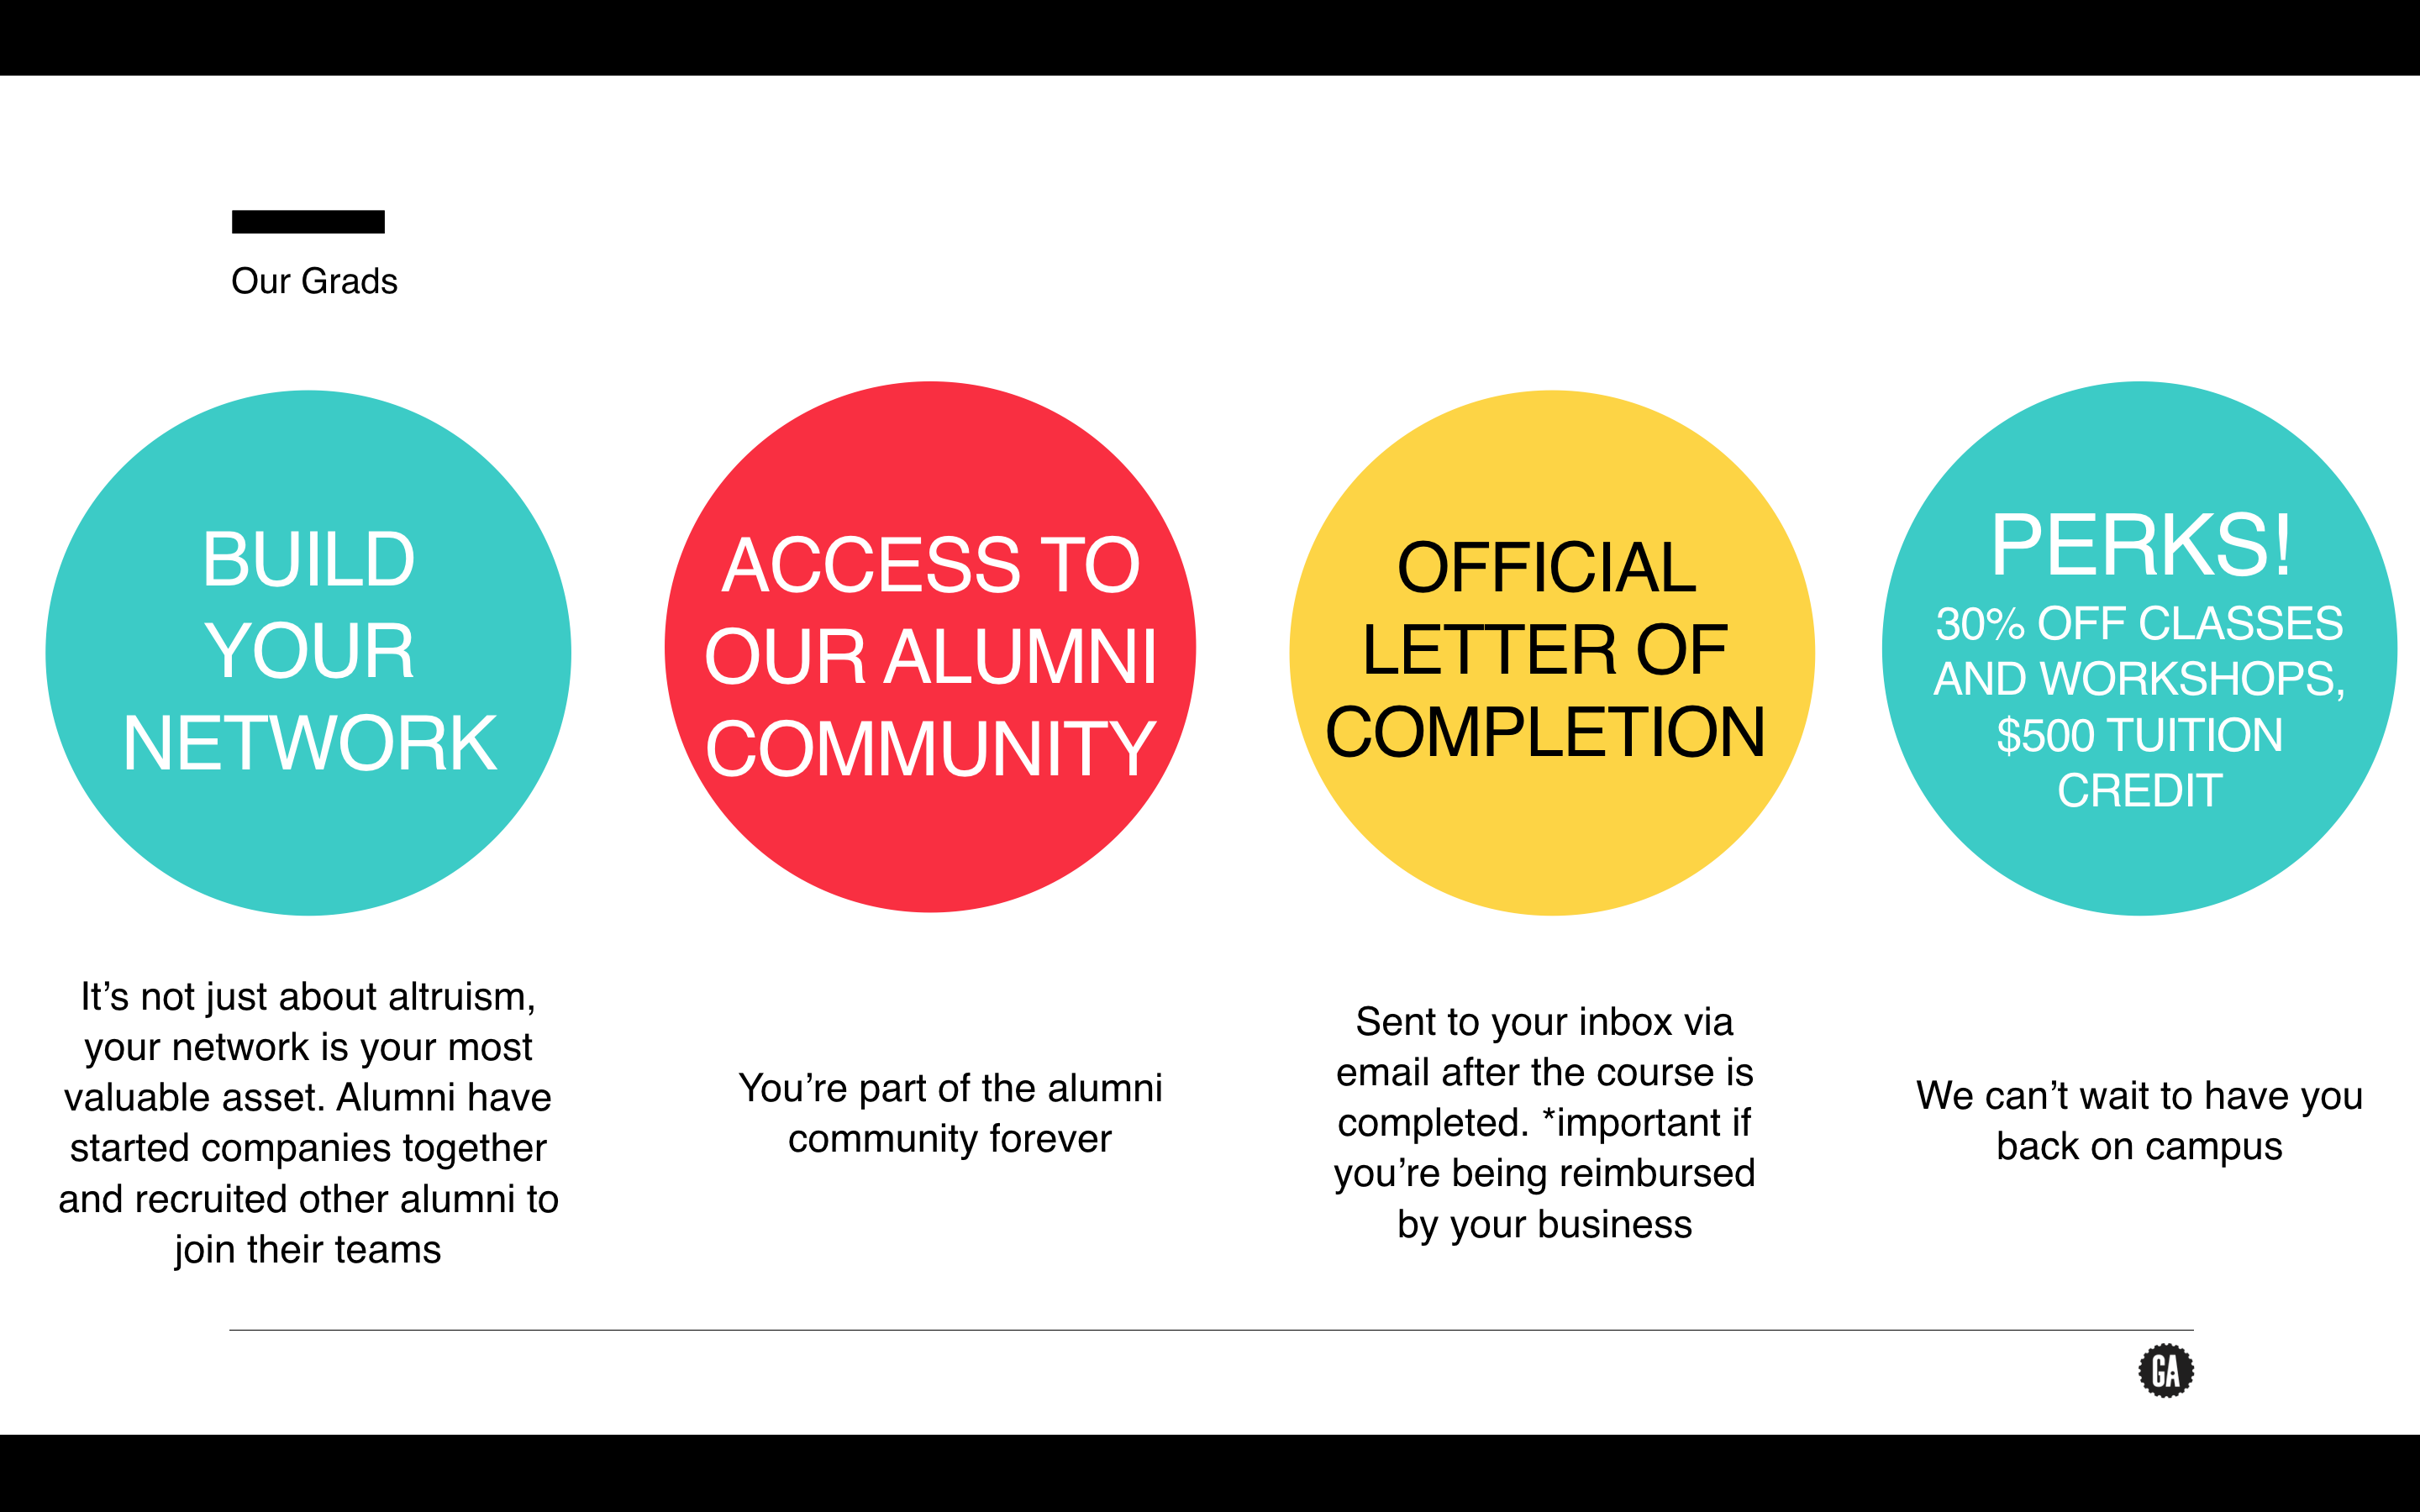 Our Grads
BUILD
YOUR
NETWORK
It’s not just about altruism,
your network is your most
valuable asset. Alumni have
started companies together
and recruited other alumni to
join their teams
ACCESS TO
OUR ALUMNI
COMMUNITY
You’re part of the alumni
community forever
OFFICIAL
LETTER OF
COMPLETION
Sent to your inbox via
email after the course is
completed. *important if
you’re being reimbursed
by your business
PERKS!
30% OFF CLASSES
AND WORKSHOPS,
$500 TUITION
CREDIT
We can’t wait to have you
back on campus
GA